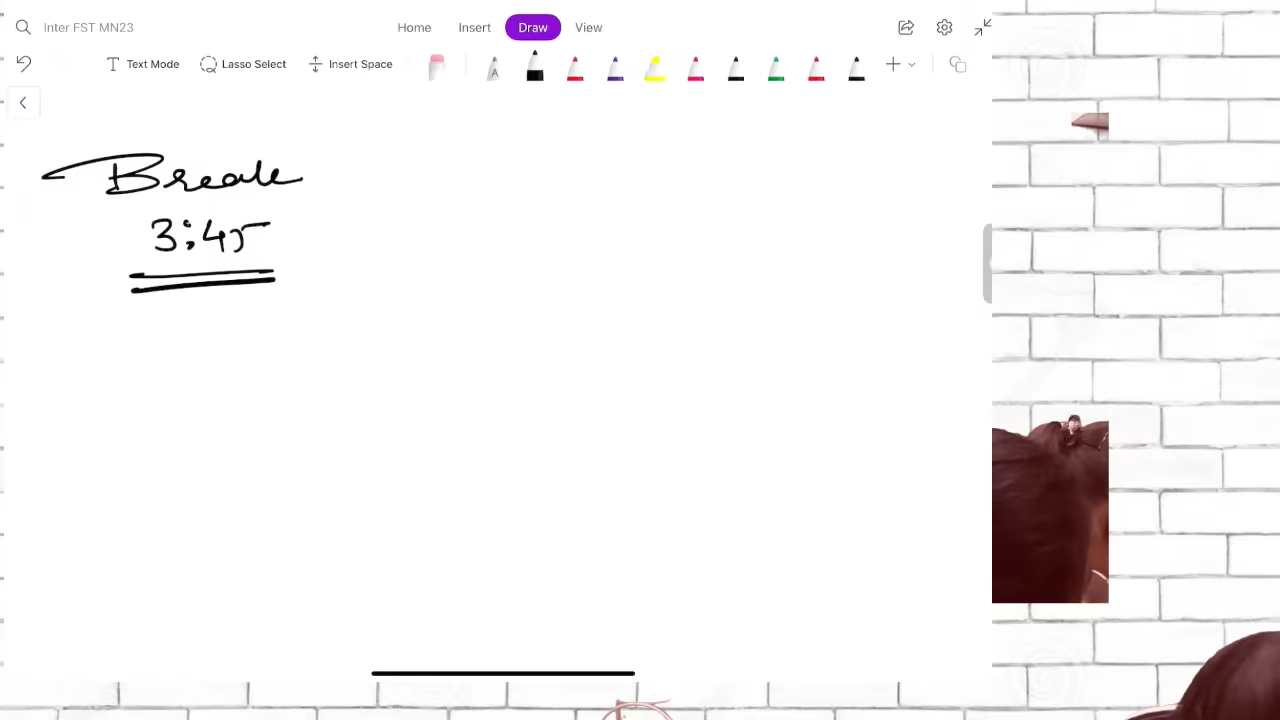 Inter FST MN23
Home Insert Draw View
Text Mode Lasso Select Insert Space
A
Break
3:45